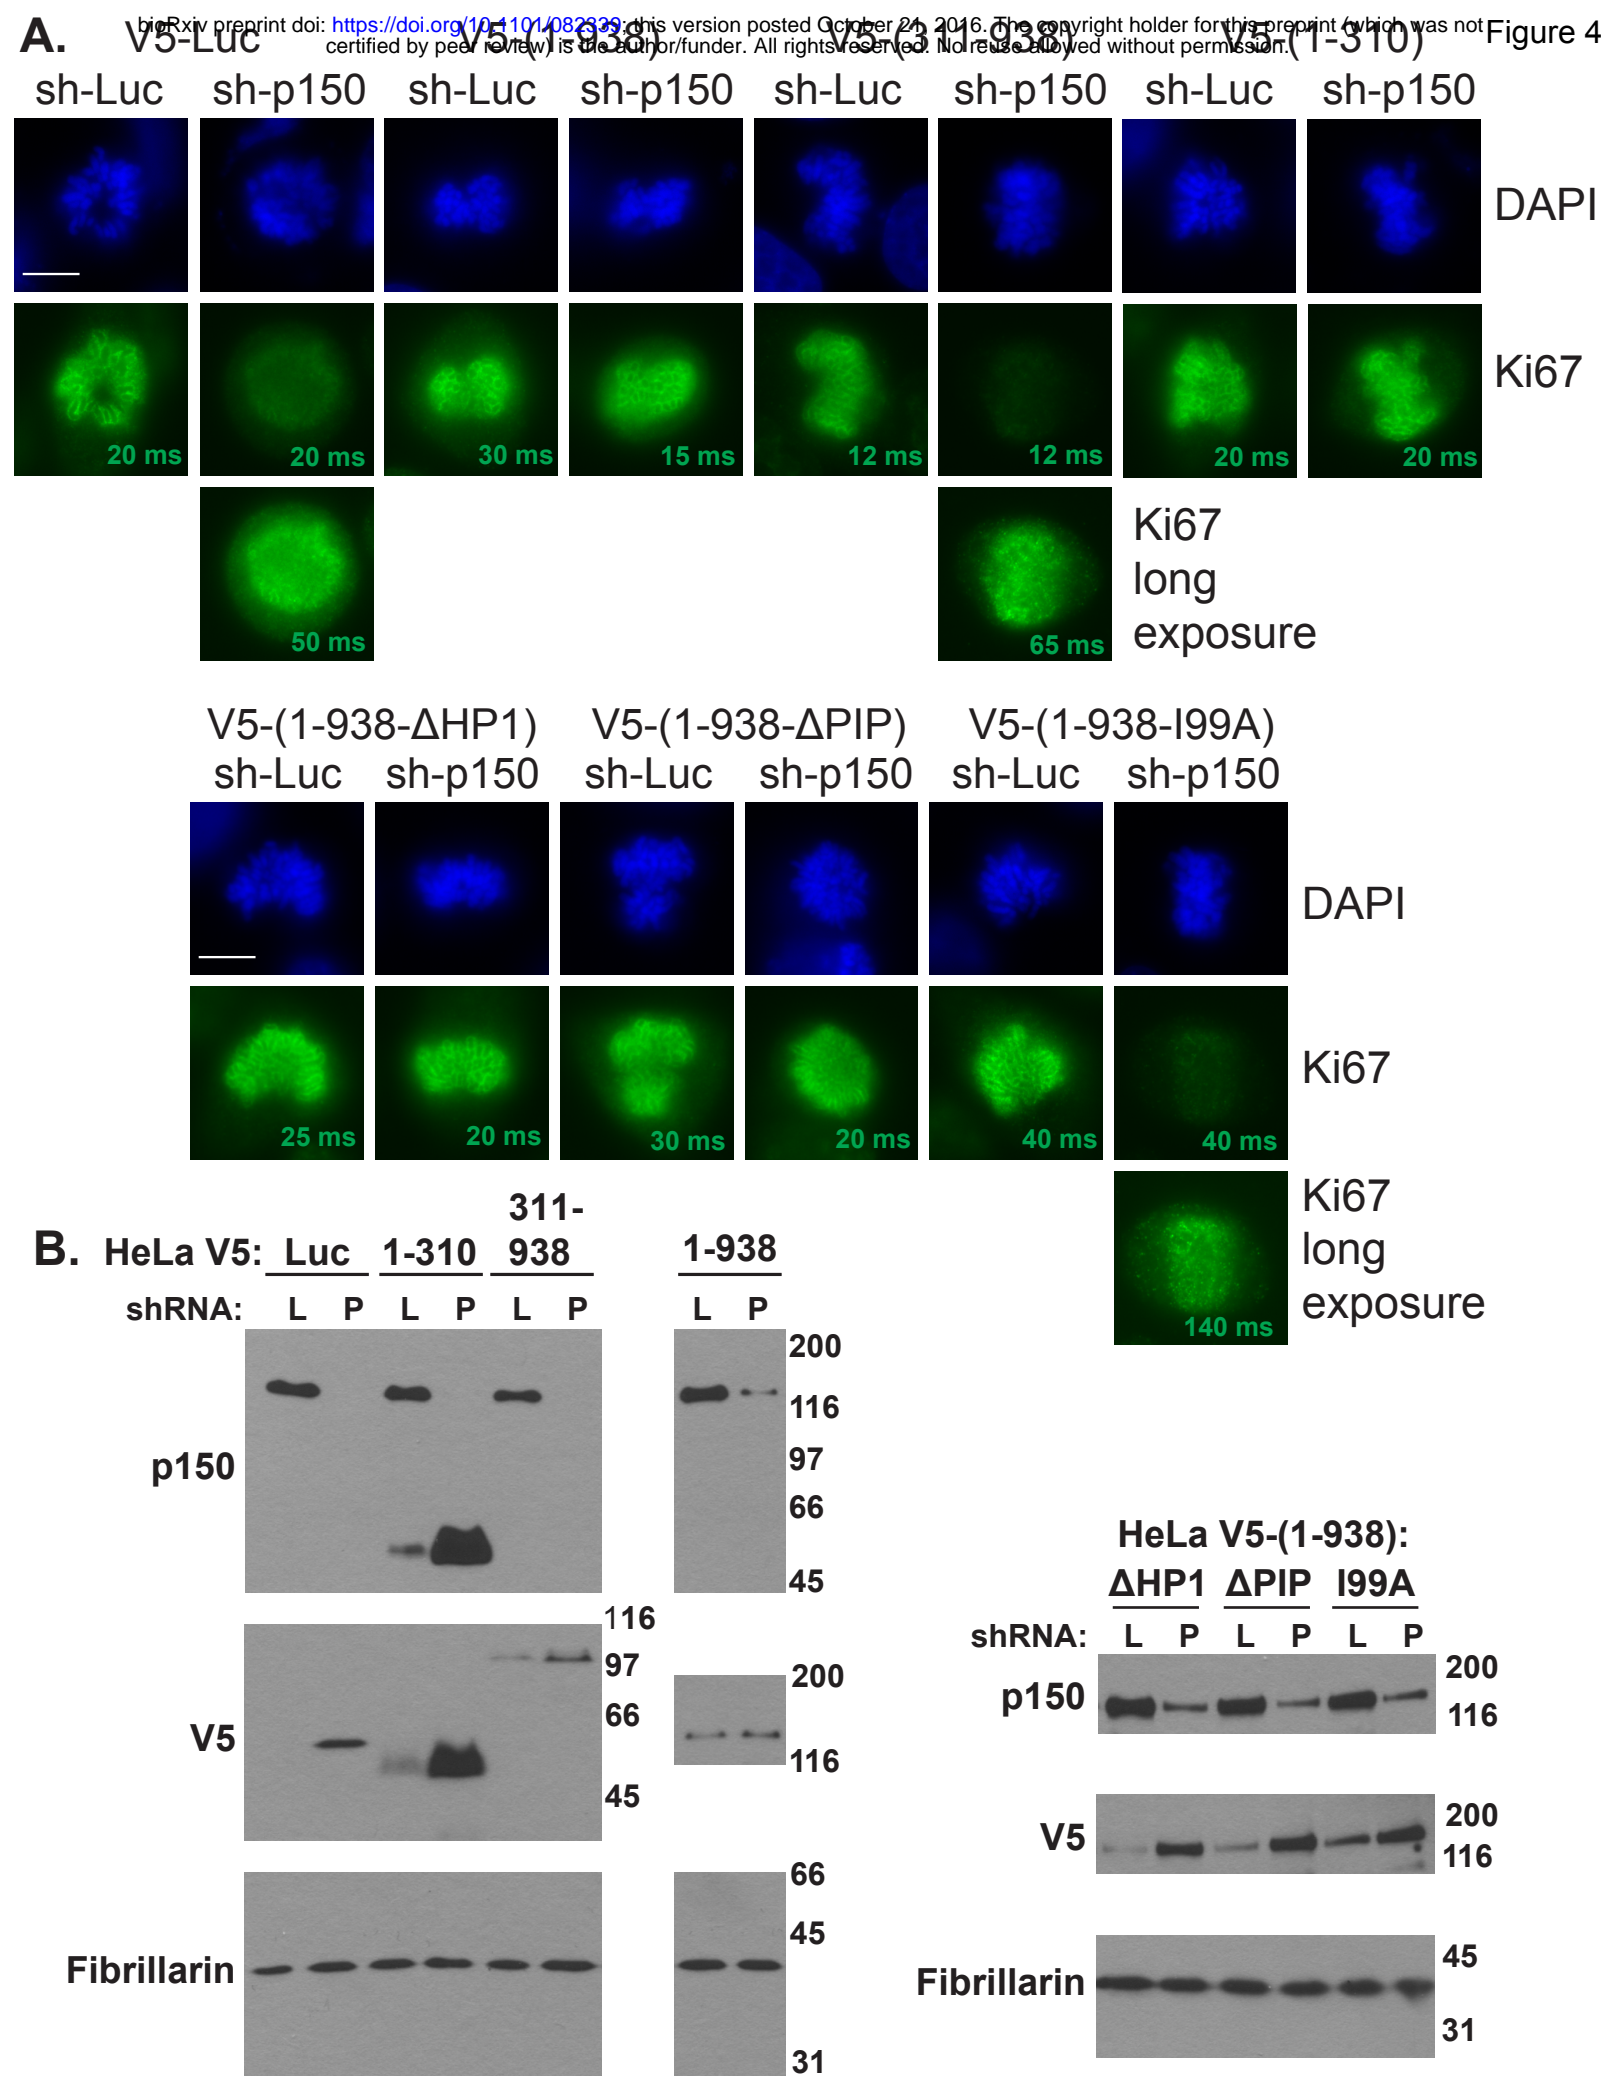 bioRxiv preprint doi: https://doi.org/10.1101/082339; this version posted October 21, 2016. The copyright holder for this preprint (which was not
certified by peer review) is the author/funder. All rights reserved. No reuse allowed without permission.
Figure 4
A. V5-Luc V5-(1-938) V5-(311-938) V5-(1-310)
sh-Luc sh-p150 sh-Luc sh-p150 sh-Luc sh-p150 sh-Luc sh-p150
DAPI
Ki67
20 ms 20 ms 30 ms 15 ms 12 ms 12 ms 20 ms 20 ms
Ki67
long
exposure
50 ms 65 ms
V5-(1-938-ΔHP1) V5-(1-938-ΔPIP) V5-(1-938-I99A)
sh-Luc sh-p150 sh-Luc sh-p150 sh-Luc sh-p150
DAPI
Ki67
25 ms 20 ms 30 ms 20 ms 40 ms 40 ms
Ki67
long
exposure
140 ms
B. HeLa V5: Luc 1-310 311-
938 1-938
shRNA: L P L P L P L P
p150
200
116
97
66
45
V5
116
97
66
45
200
116
Fibrillarin
66
45
31
HeLa V5-(1-938):
ΔHP1 ΔPIP I99A
shRNA: L P L P L P
p150
200
116
V5
200
116
Fibrillarin
45
31